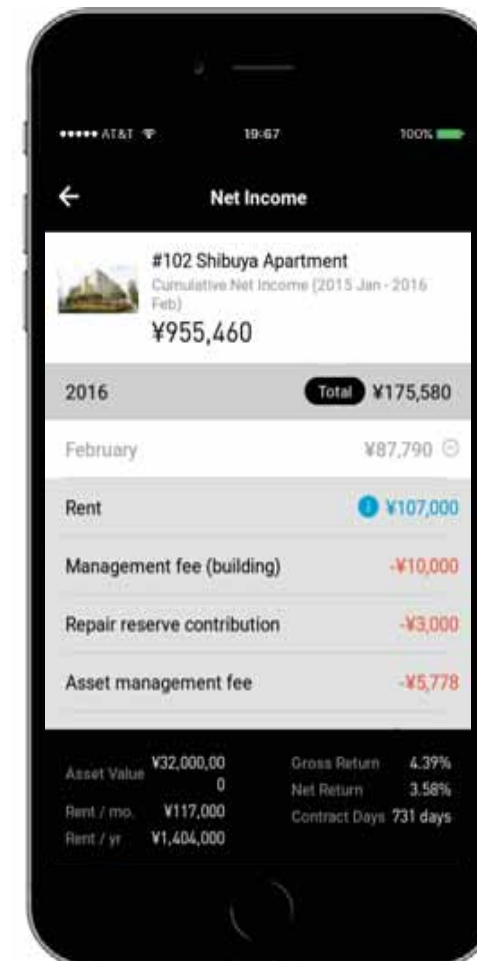 AT&T 19:67 100%
Net Income
#102 Shibuya Apartment
Cumulative Net Income (2015 Jan - 2016
Feb)
¥955,460
2016 Total ¥175,580
February ¥87,790
Rent i ¥107,000
Management fee (building) -¥10,000
Repair reserve contribution -¥3,000
Asset management fee -¥5,778
Asset Value ¥32,000,00
0
Rent / mo. ¥117,000
Rent / yr ¥1,404,000
Gross Return 4.39%
Net Return 3.58%
Contract Days 731 days